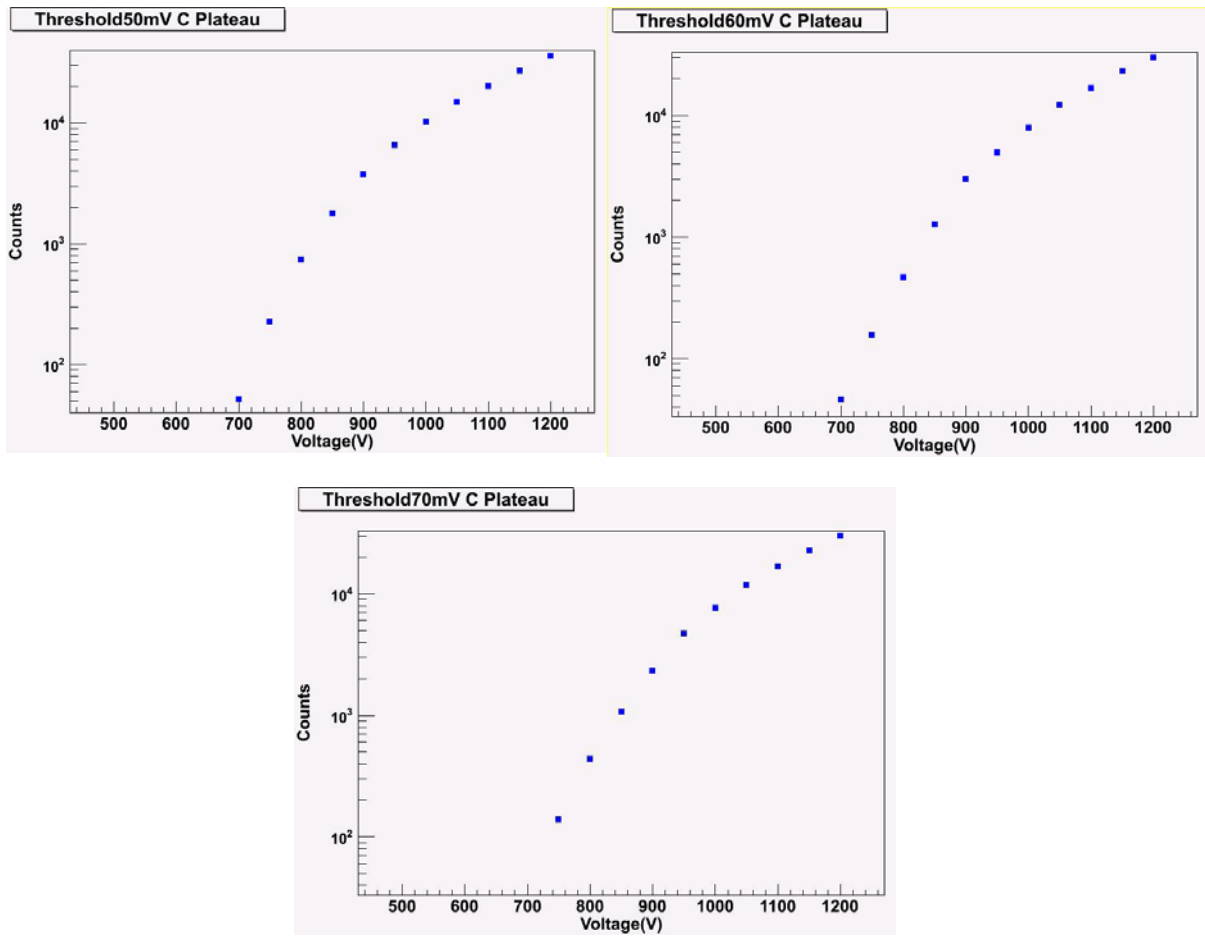 Threshold50mV C Plateau
Counts
10^4
10^3
10^2
500 600 700 800 900 1000 1100 1200
Voltage(V)
Threshold60mV C Plateau
Counts
10^4
10^3
10^2
500 600 700 800 900 1000 1100 1200
Voltage(V)
Threshold70mV C Plateau
Counts
10^4
10^3
10^2
500 600 700 800 900 1000 1100 1200
Voltage(V)